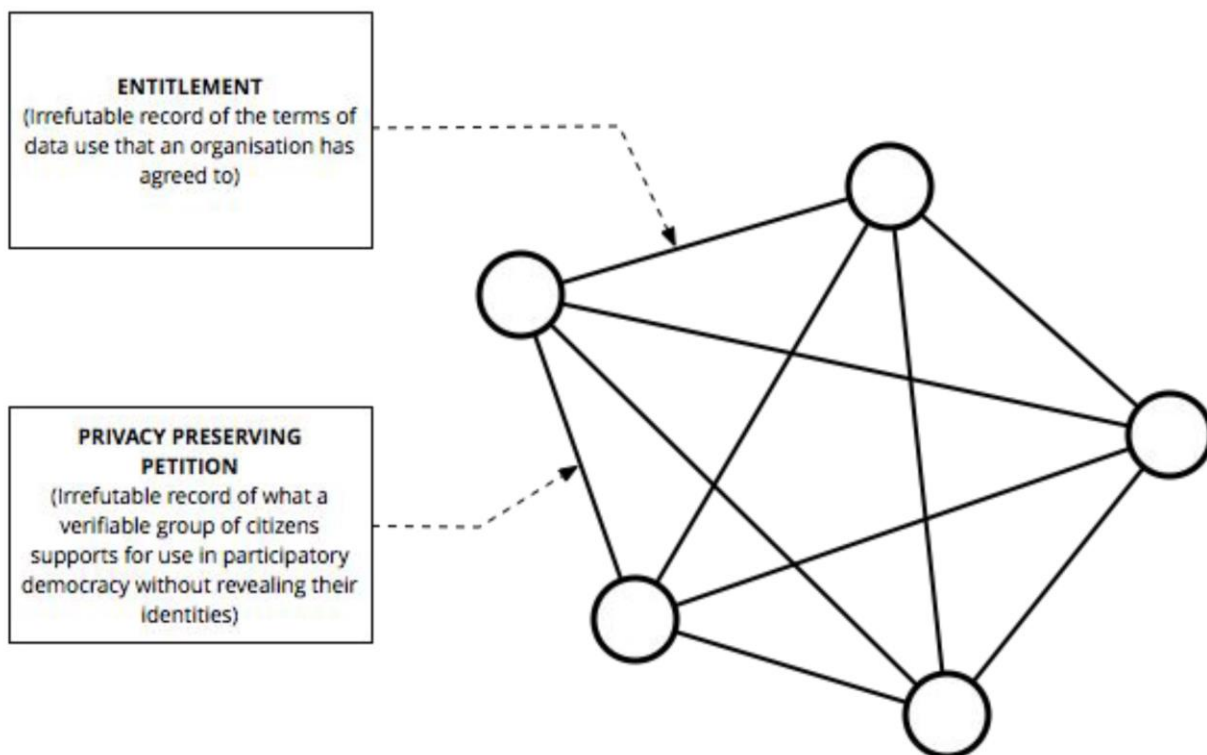 ENTITLEMENT
(Irrefutable record of the terms of
data use that an organisation has
agreed to)
PRIVACY PRESERVING
PETITION
(Irrefutable record of what a
verifiable group of citizens
supports for use in participatory
democracy without revealing their
identities)